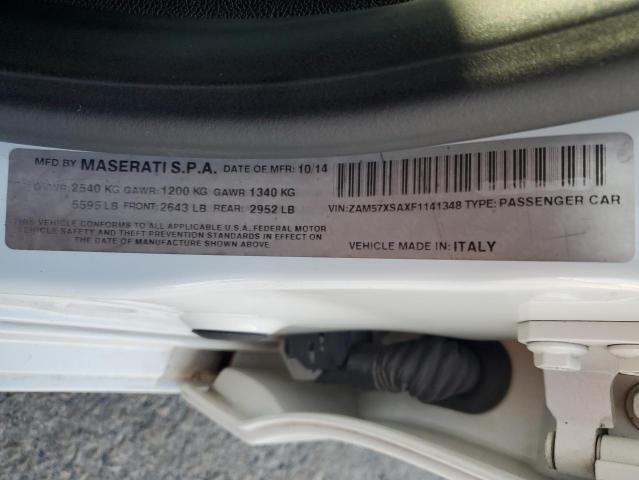 MFD BY MASERATI S.P.A. DATE OF MFR: 10/14
GVWR: 2540 KG GAWR: 1200 KG GAWR 1340 KG
5595 LB FRONT: 2643 LB REAR: 2952 LB
THIS VEHICLE CONFORMS TO ALL APPLICABLE U.S.A. FEDERAL MOTOR
VEHICLE SAFETY AND THEFT PREVENTION STANDARDS IN EFFECT ON
THE DATE OF MANUFACTURE SHOWN ABOVE
VIN:ZAM57XSAXF1141348 TYPE: PASSENGER CAR
VEHICLE MADE IN: ITALY